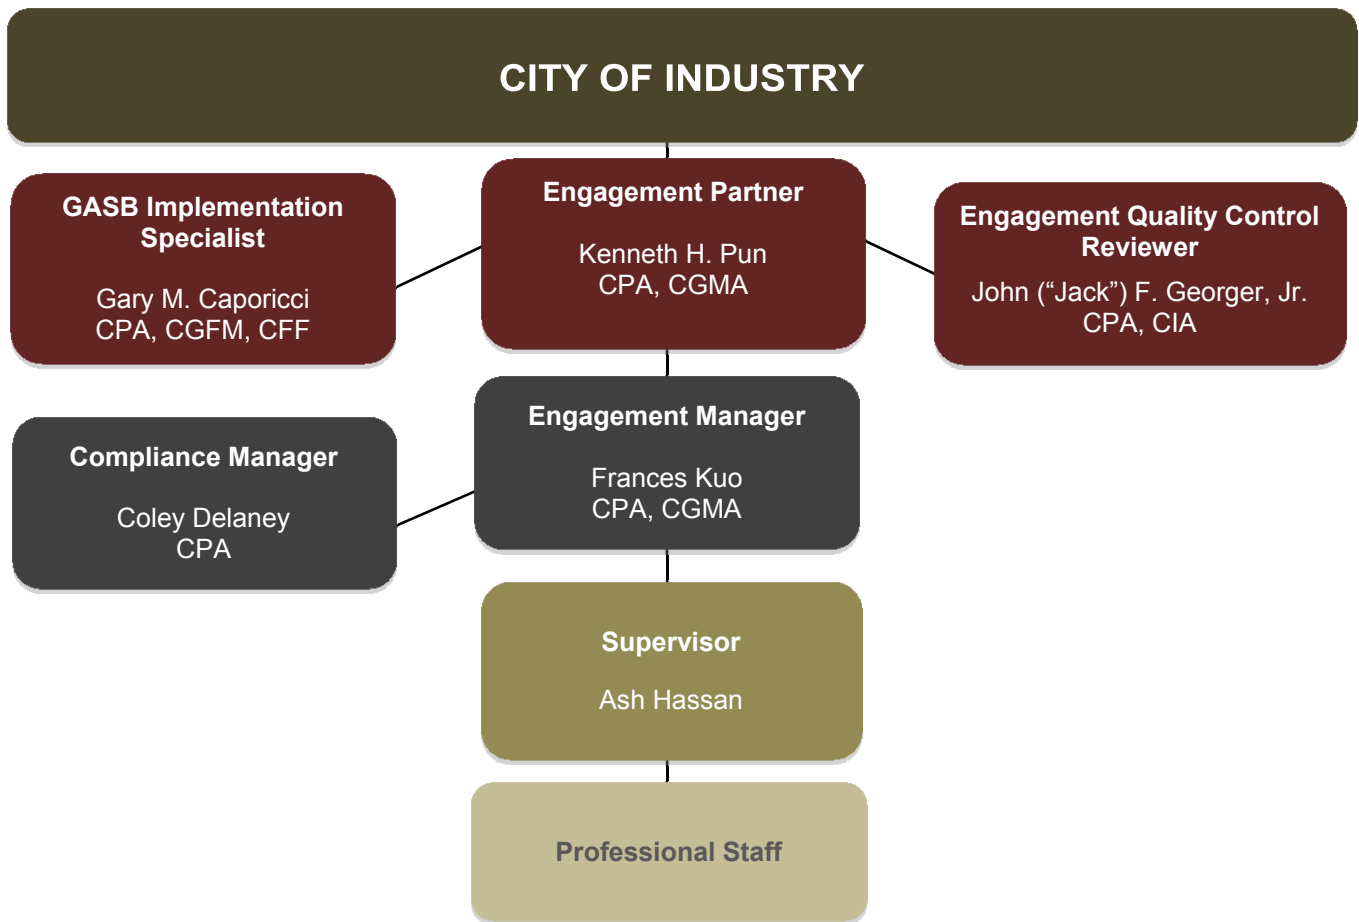 CITY OF INDUSTRY
GASB Implementation
Specialist
Gary M. Caporicci
CPA, CGFM, CFF
Engagement Partner
Kenneth H. Pun
CPA, CGMA
Engagement Quality Control
Reviewer
John (“Jack”) F. Georger, Jr.
CPA, CIA
Compliance Manager
Coley Delaney
CPA
Engagement Manager
Frances Kuo
CPA, CGMA
Supervisor
Ash Hassan
Professional Staff